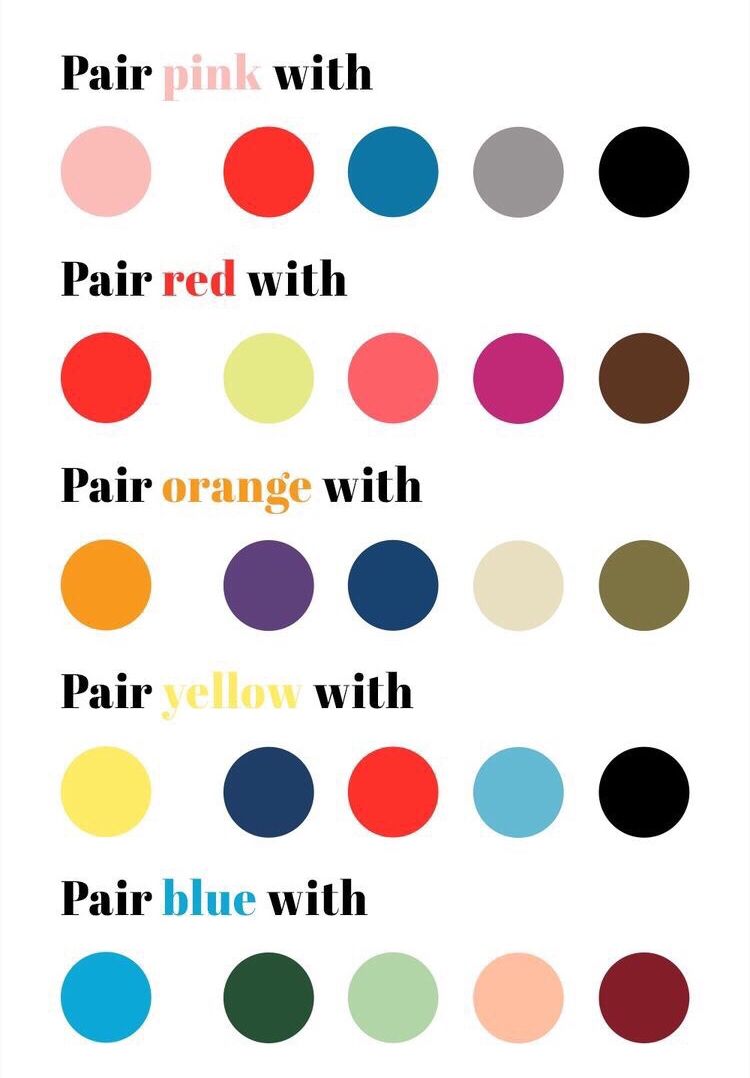 Pair pink with
Pair red with
Pair orange with
Pair yellow with
Pair blue with